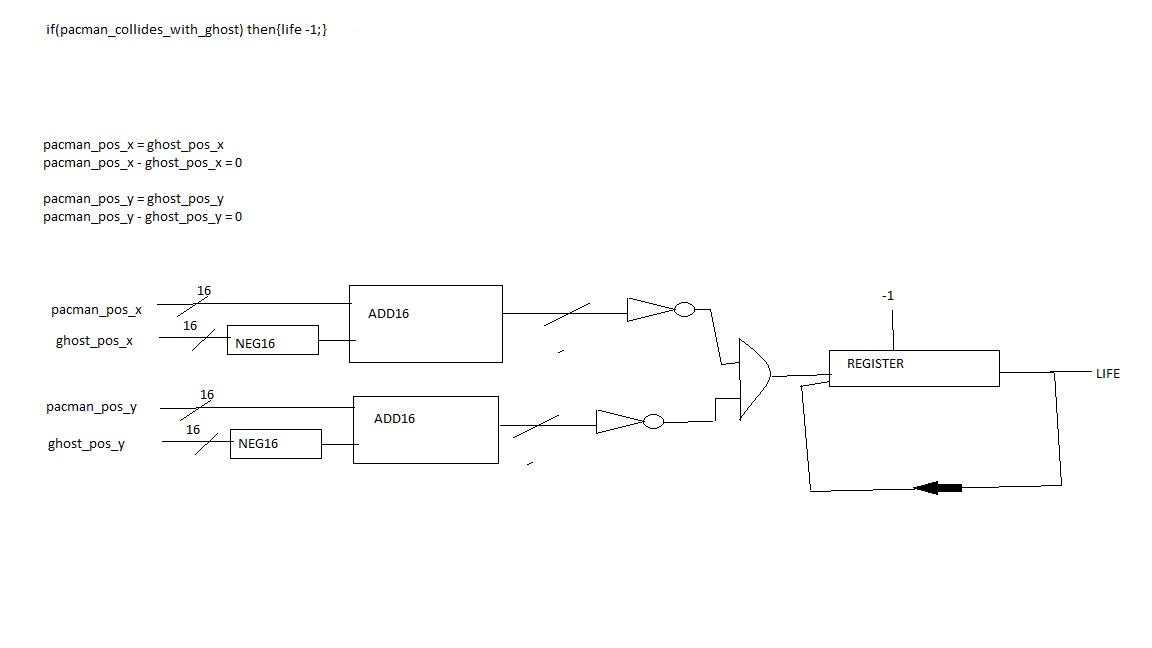 if(pacman_collides_with_ghost) then{life -1;}
pacman_pos_x = ghost_pos_x
pacman_pos_x - ghost_pos_x = 0
pacman_pos_y = ghost_pos_y
pacman_pos_y - ghost_pos_y = 0
16
pacman_pos_x
16
ghost_pos_x
NEG16
ADD16
16
pacman_pos_y
16
ghost_pos_y
NEG16
ADD16
-1
REGISTER
LIFE